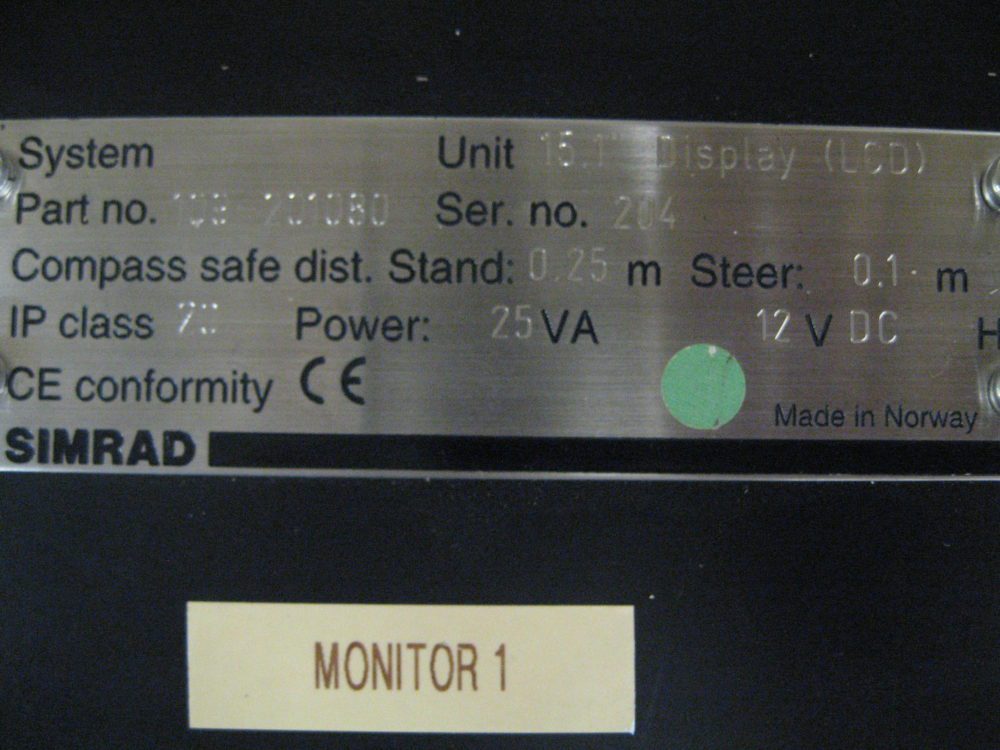 System Unit 15.1" Display (LCD)
Part no. Ser. no. 204
Compass safe dist. Stand: 0.25 m Steer: 0.1 m
IP class Power: 25 VA 12 V DC H
CE conformity CE
Made in Norway
SIMRAD
MONITOR 1